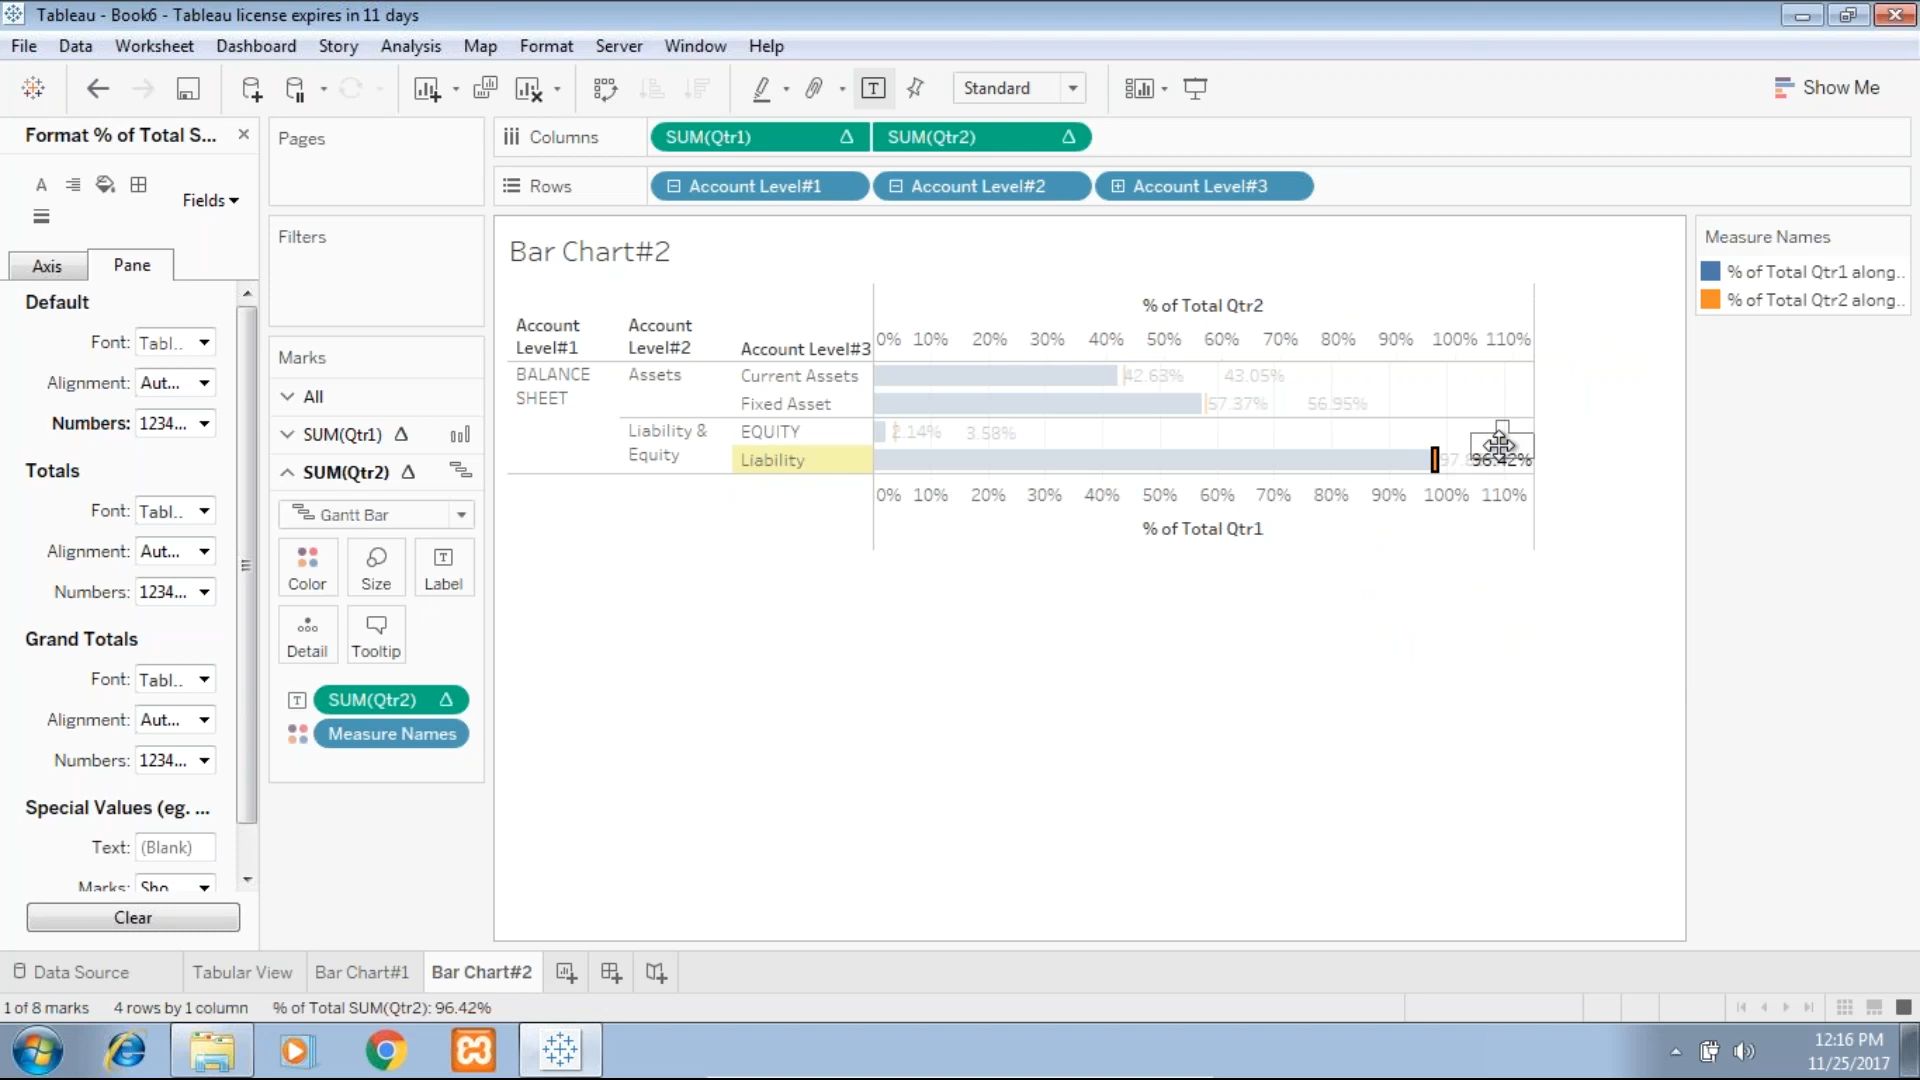 Tableau - Book6 - Tableau license expires in 11 days
File Data Worksheet Dashboard Story Analysis Map Format Server Window Help
Standard
Show Me
Format % of Total S...
Fields
Axis Pane
Default
Font: Tabl..
Alignment: Aut...
Numbers: 1234...
Totals
Font: Tabl..
Alignment: Aut...
Numbers: 1234...
Grand Totals
Font: Tabl..
Alignment: Aut...
Numbers: 1234...
Special Values (eg. ...
Text: (Blank)
Marks: Sho
Clear
Pages
Filters
Marks
All
SUM(Qtr1) Δ
SUM(Qtr2) Δ
Gantt Bar
Color Size Label
Detail Tooltip
SUM(Qtr2) Δ
Measure Names
Columns SUM(Qtr1) Δ SUM(Qtr2) Δ
Rows Account Level#1 Account Level#2 Account Level#3
Bar Chart#2
% of Total Qtr2
Account Level#1
Account Level#2
Account Level#3
0% 10% 20% 30% 40% 50% 60% 70% 80% 90% 100% 110%
BALANCE SHEET
Assets
Current Assets 42.63% 43.05%
Fixed Asset 57.37% 56.95%
Liability & Equity
EQUITY 2.14% 3.58%
Liability 96.42%
0% 10% 20% 30% 40% 50% 60% 70% 80% 90% 100% 110%
% of Total Qtr1
Measure Names
% of Total Qtr1 along..
% of Total Qtr2 along..
Data Source Tabular View Bar Chart#1 Bar Chart#2
1 of 8 marks 4 rows by 1 column % of Total SUM(Qtr2): 96.42%
12:16 PM
11/25/2017